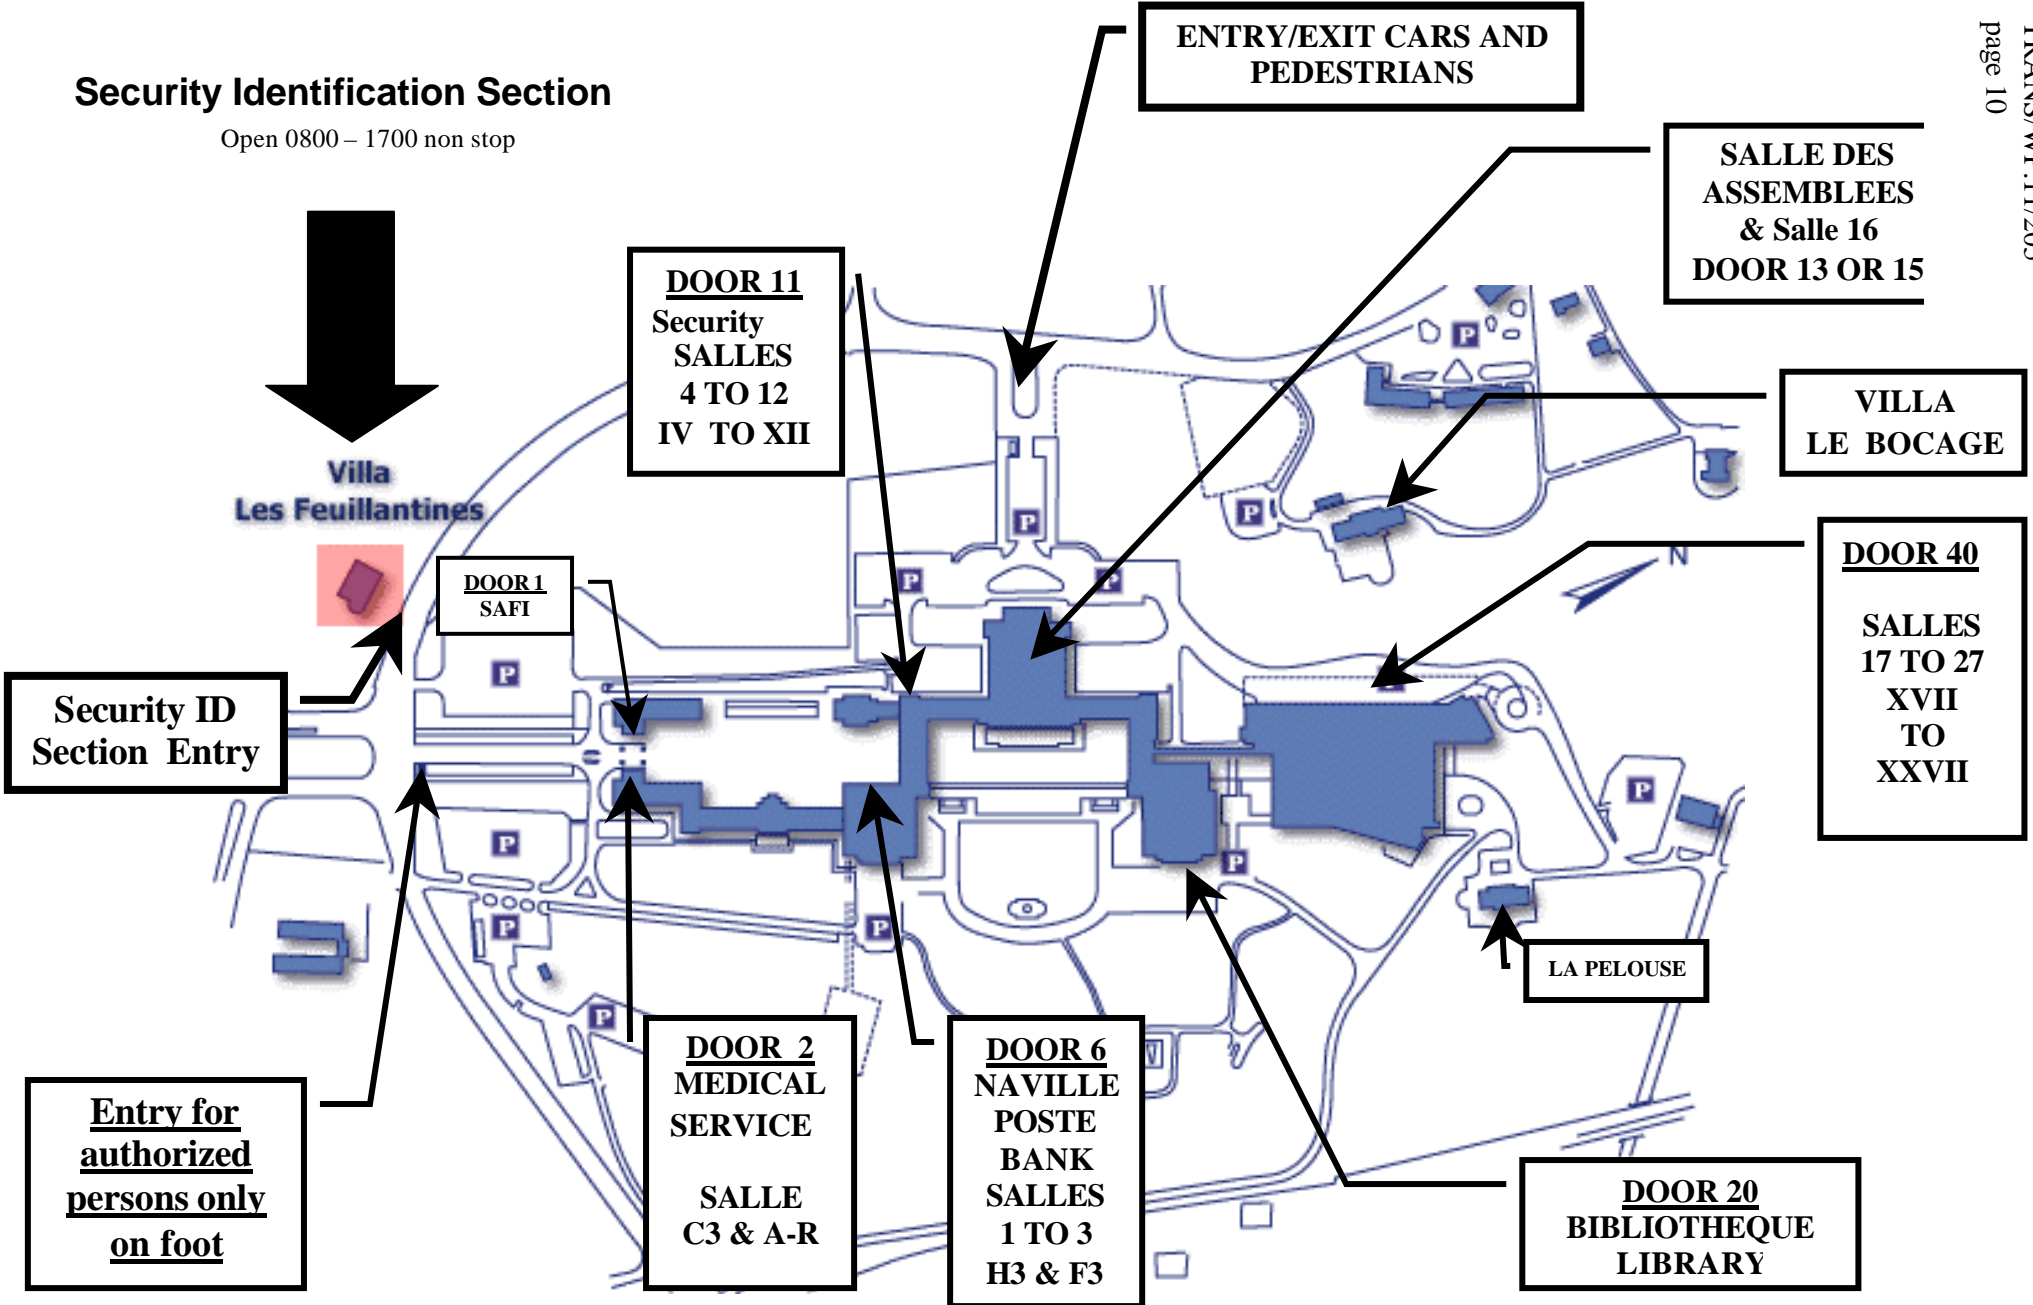 page 10
ENTRY/EXIT CARS AND
PEDESTRIANS
Security Identification Section
Open 0800 – 1700 non stop
SALLE DES
ASSEMBLEES
& Salle 16
DOOR 13 OR 15
DOOR 11
Security
SALLES
4 TO 12
IV TO XII
VILLA
LE BOCAGE
Villa
Les Feuillantines
DOOR 1
SAFI
DOOR 40
SALLES
17 TO 27
XVII
TO
XXVII
N
P
P
P
P
P
P
P
P
P
P
P
P
Security ID
Section Entry
LA PELOUSE
Entry for
authorized
persons only
on foot
DOOR 2
MEDICAL
SERVICE
SALLE
C3 & A-R
DOOR 6
NAVILLE
POSTE
BANK
SALLES
1 TO 3
H3 & F3
DOOR 20
BIBLIOTHEQUE
LIBRARY